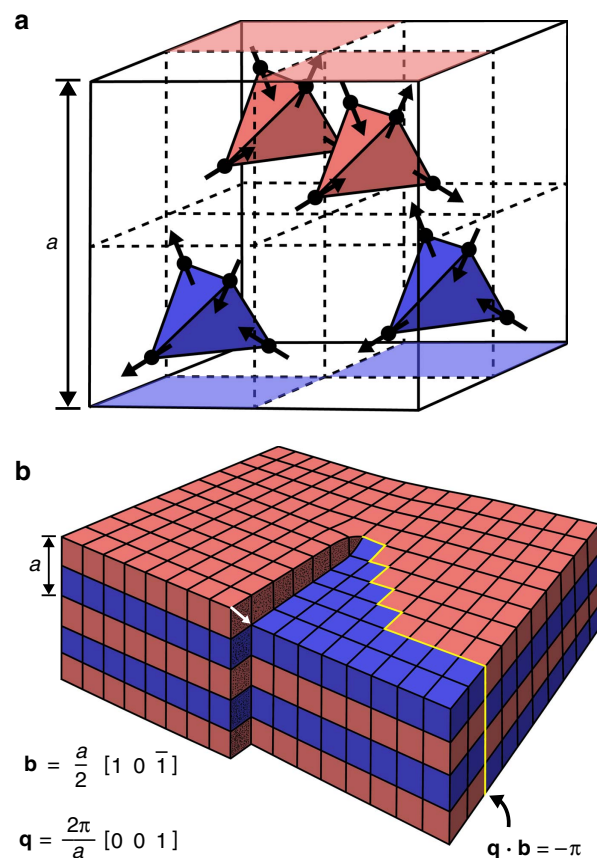 a
a
b
a
b = a/2 [1 0 1̅]
q = 2π/a [0 0 1]
q · b = −π